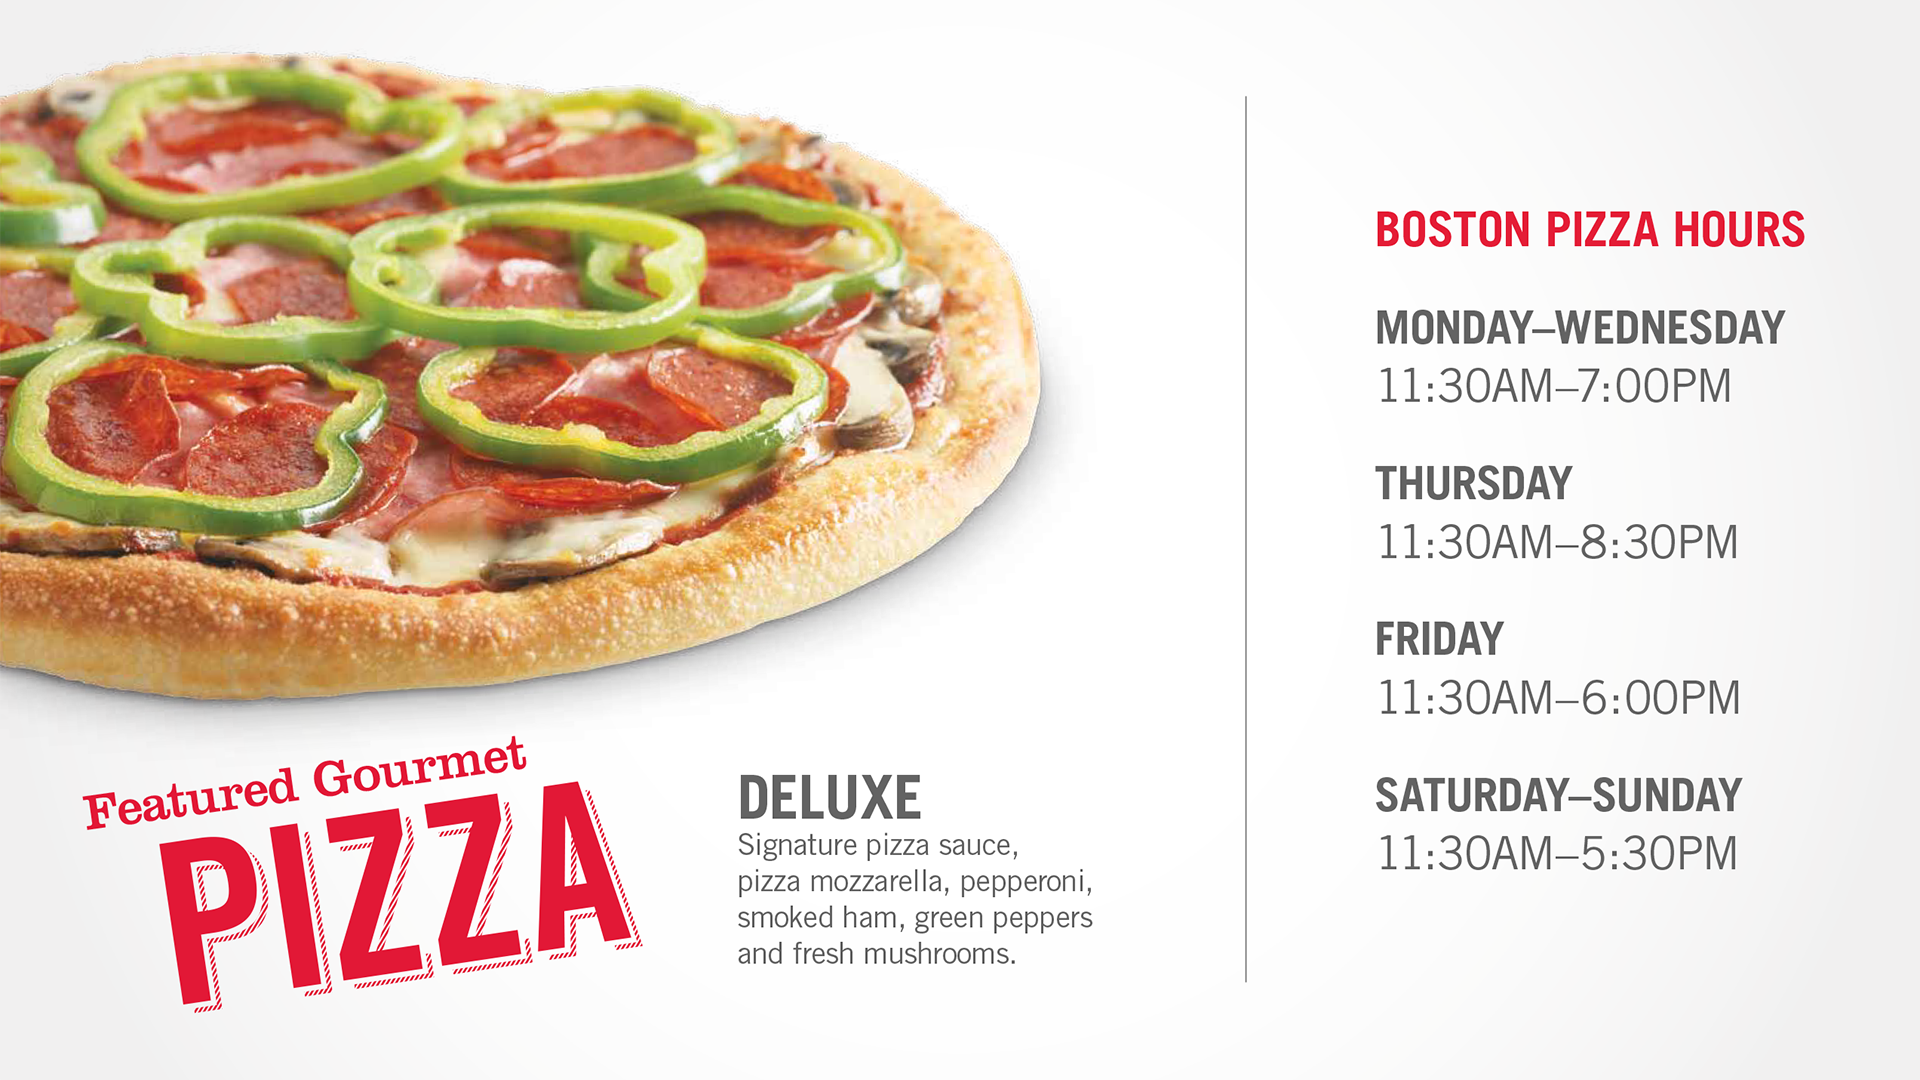 Featured Gourmet
PIZZA
DELUXE
Signature pizza sauce,
pizza mozzarella, pepperoni,
smoked ham, green peppers
and fresh mushrooms.
BOSTON PIZZA HOURS
MONDAY–WEDNESDAY
11:30AM–7:00PM
THURSDAY
11:30AM–8:30PM
FRIDAY
11:30AM–6:00PM
SATURDAY–SUNDAY
11:30AM–5:30PM